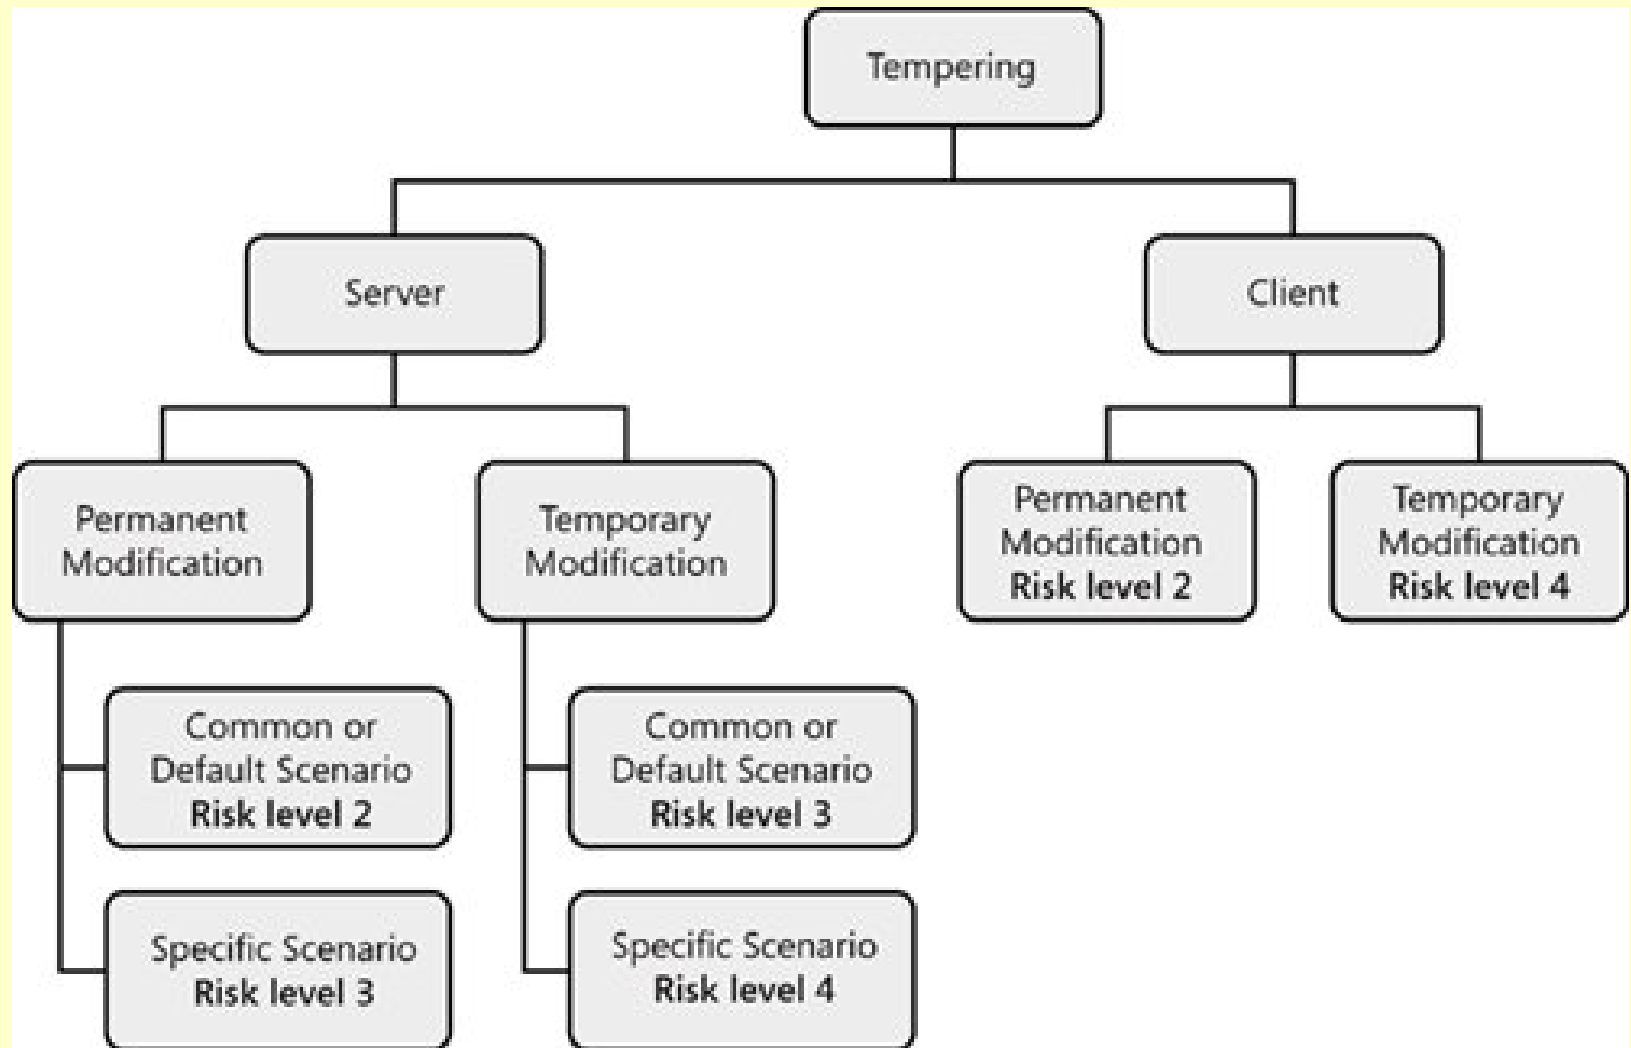 Tempering
Server
Client
Permanent
Modification
Temporary
Modification
Permanent
Modification
Risk level 2
Temporary
Modification
Risk level 4
Common or
Default Scenario
Risk level 2
Common or
Default Scenario
Risk level 3
Specific Scenario
Risk level 3
Specific Scenario
Risk level 4